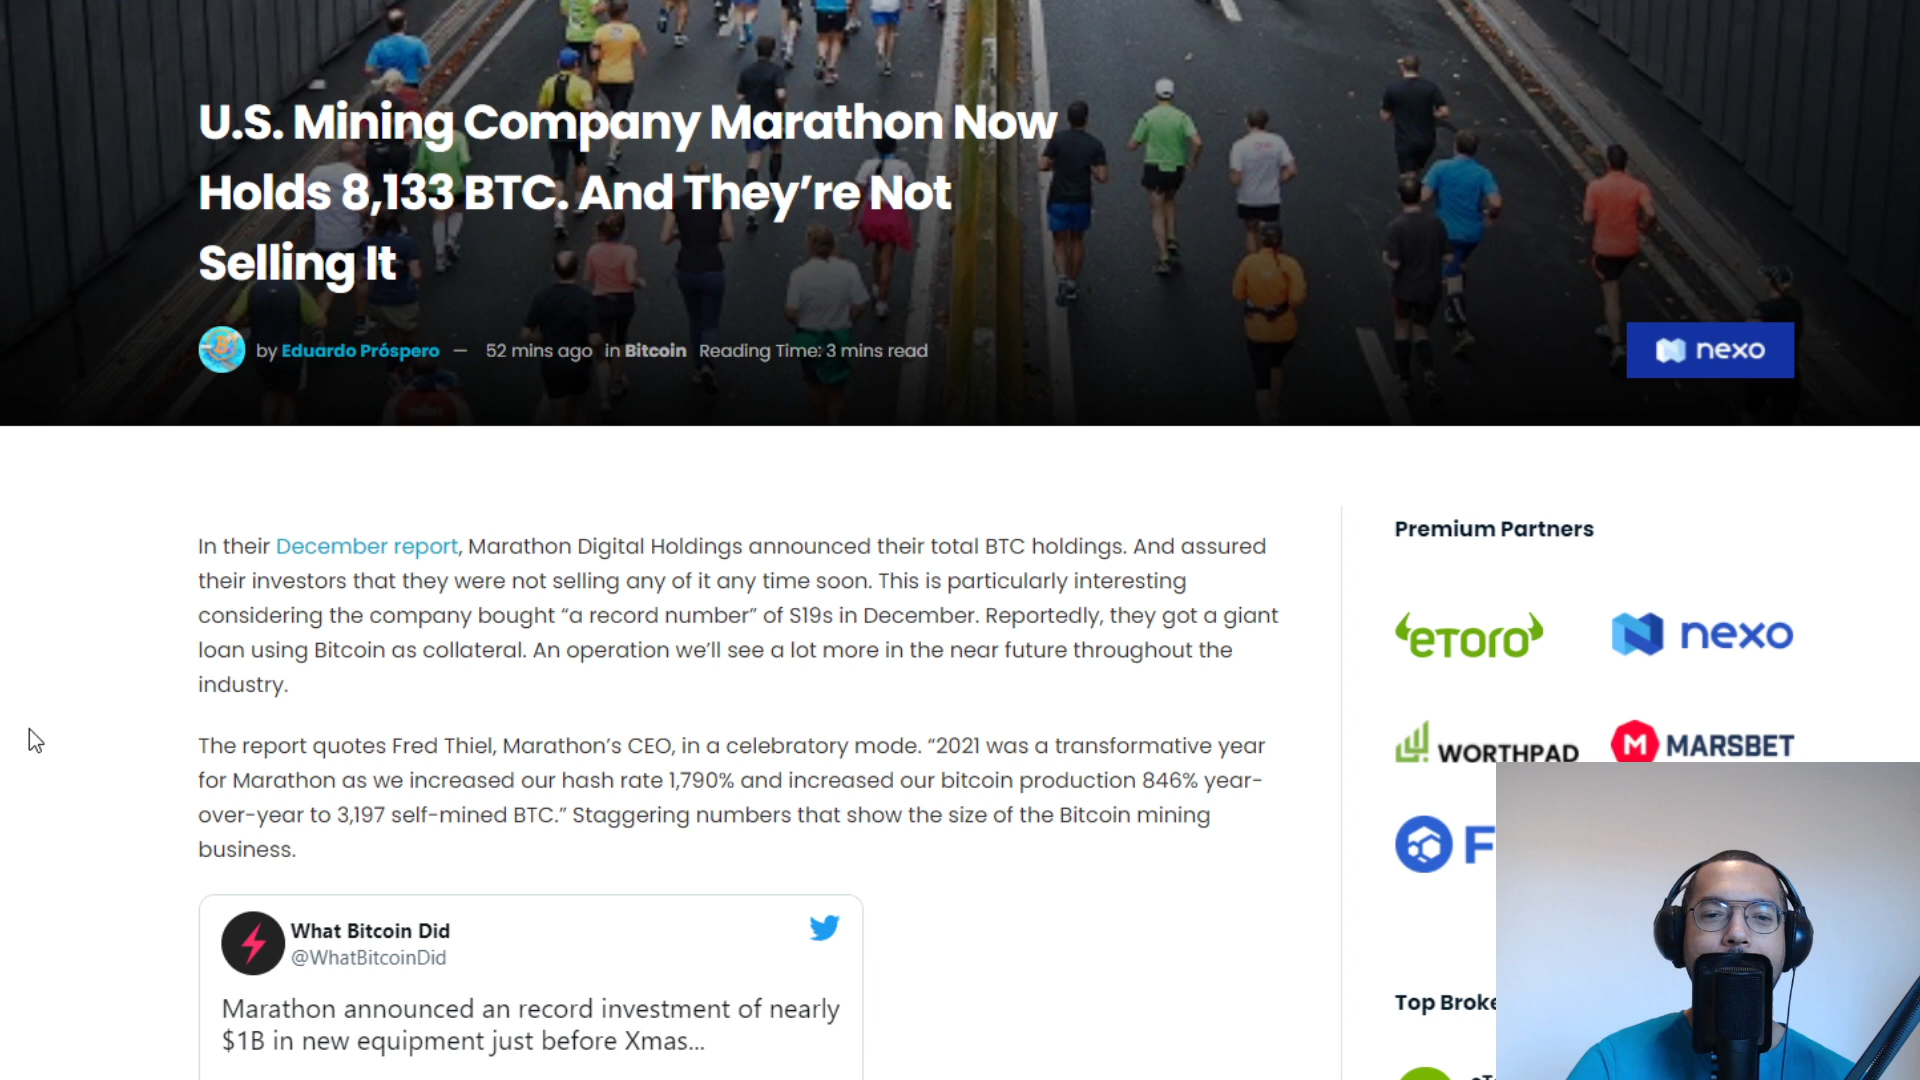 U.S. Mining Company Marathon Now
Holds 8,133 BTC. And They’re Not
Selling It
by Eduardo Próspero — 52 mins ago in Bitcoin Reading Time: 3 mins read
nexo
In their December report, Marathon Digital Holdings announced their total BTC holdings. And assured
their investors that they were not selling any of it any time soon. This is particularly interesting
considering the company bought “a record number” of S19s in December. Reportedly, they got a giant
loan using Bitcoin as collateral. An operation we’ll see a lot more in the near future throughout the
industry.
The report quotes Fred Thiel, Marathon’s CEO, in a celebratory mode. “2021 was a transformative year
for Marathon as we increased our hash rate 1,790% and increased our bitcoin production 846% year-
over-year to 3,197 self-mined BTC.” Staggering numbers that show the size of the Bitcoin mining
business.
What Bitcoin Did
@WhatBitcoinDid
Marathon announced an record investment of nearly
$1B in new equipment just before Xmas...
Premium Partners
eToro
nexo
WORTHPAD
M MARSBET
F
Top Broke